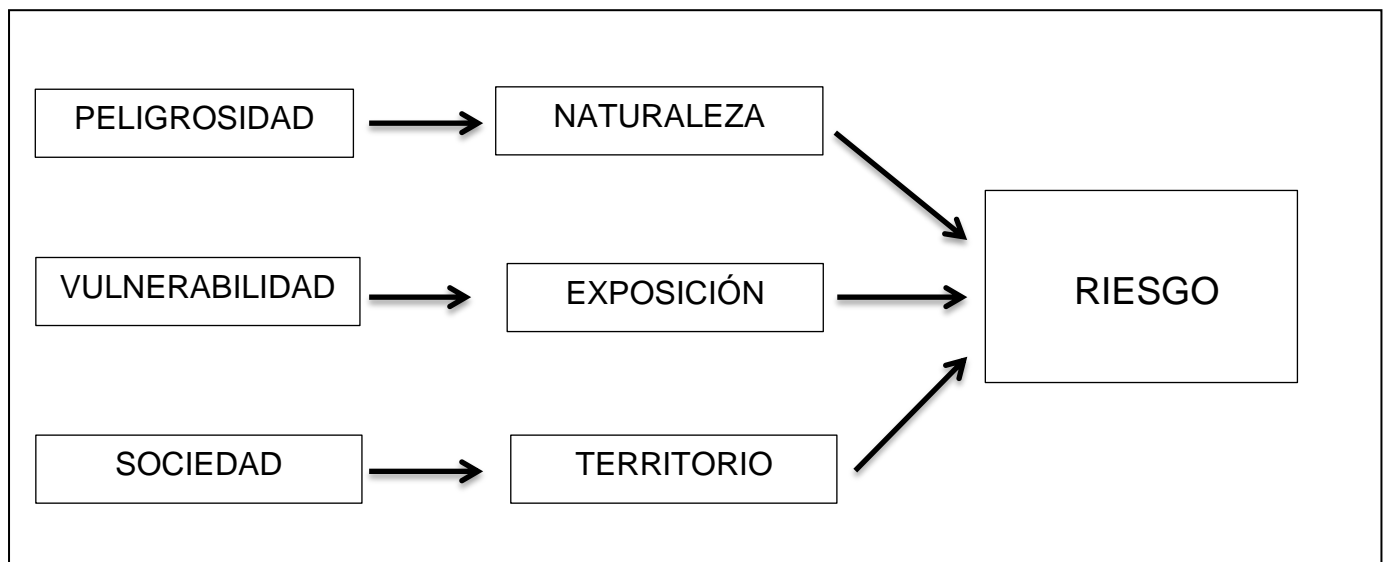 PELIGROSIDAD
NATURALEZA
VULNERABILIDAD
EXPOSICIÓN
RIESGO
SOCIEDAD
TERRITORIO